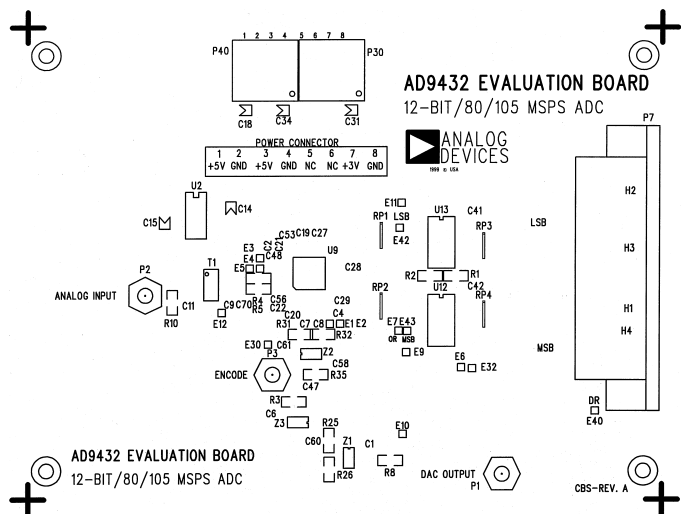 1 2 3 4 5 6 7 8
P40 P30
AD9432 EVALUATION BOARD
12-BIT/80/105 MSPS ADC
C18 C34 C31
P7
POWER CONNECTOR
1 2 3 4 5 6 7 8
+5V GND +5V GND NC NC +3V GND
ANALOG
DEVICES
1999 © USA
U2
C14
C15
E11
LSB
E42
RP1
U13
C41
RP3
LSB
H2
H3
H1
H4
E3
E4
E5
C2
C21
C48
C53 C19 C27
U9
C28
C29
T1
P2
ANALOG INPUT
C11
R10
C9 C70
E12
R4
R5
C56
C22
C20
R2
R1
C42
U12
RP2
RP4
R31 C7 C8
C4
E1 E2
R32
E7 E43
OR MSB
E9
MSB
E30 C61
P3
Z2
C58
R35
C47
ENCODE
E6
E32
R3
C6
Z3
R25
C60
R26
Z1
C1
E10
R8
DR
E40
AD9432 EVALUATION BOARD
12-BIT/80/105 MSPS ADC
DAC OUTPUT
P1
CBS-REV. A